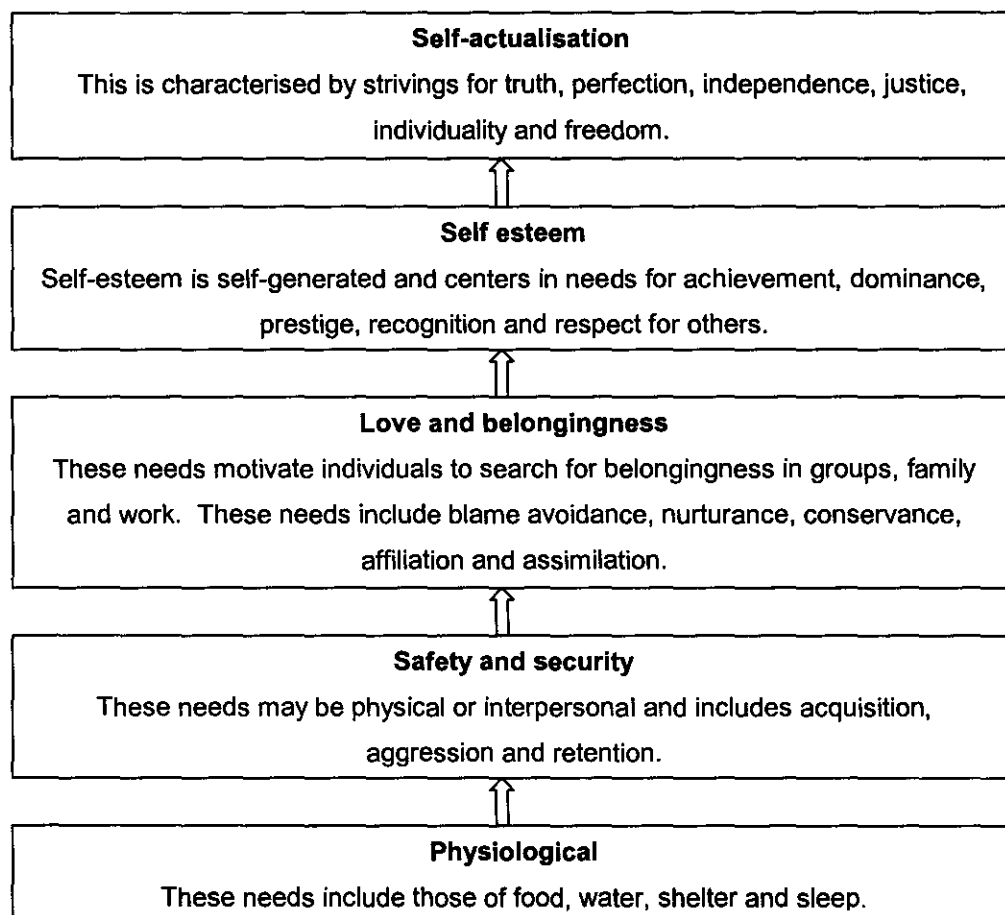 Self-actualisation
This is characterised by strivings for truth, perfection, independence, justice,
individuality and freedom.
Self esteem
Self-esteem is self-generated and centers in needs for achievement, dominance,
prestige, recognition and respect for others.
Love and belongingness
These needs motivate individuals to search for belongingness in groups, family
and work. These needs include blame avoidance, nurturance, conservance,
affiliation and assimilation.
Safety and security
These needs may be physical or interpersonal and includes acquisition,
aggression and retention.
Physiological
These needs include those of food, water, shelter and sleep.